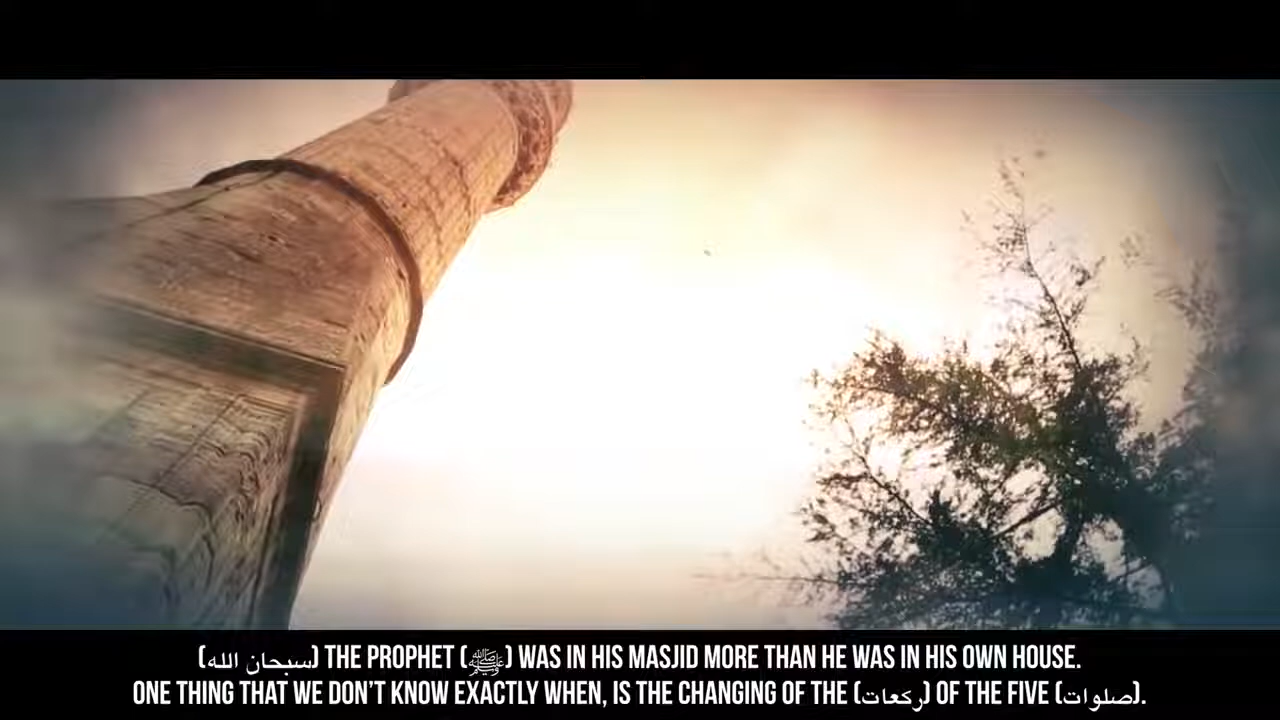 (سبحان الله) THE PROPHET (ﷺ) WAS IN HIS MASJID MORE THAN HE WAS IN HIS OWN HOUSE.
ONE THING THAT WE DON'T KNOW EXACTLY WHEN, IS THE CHANGING OF THE (ركعات) OF THE FIVE (صلوات).